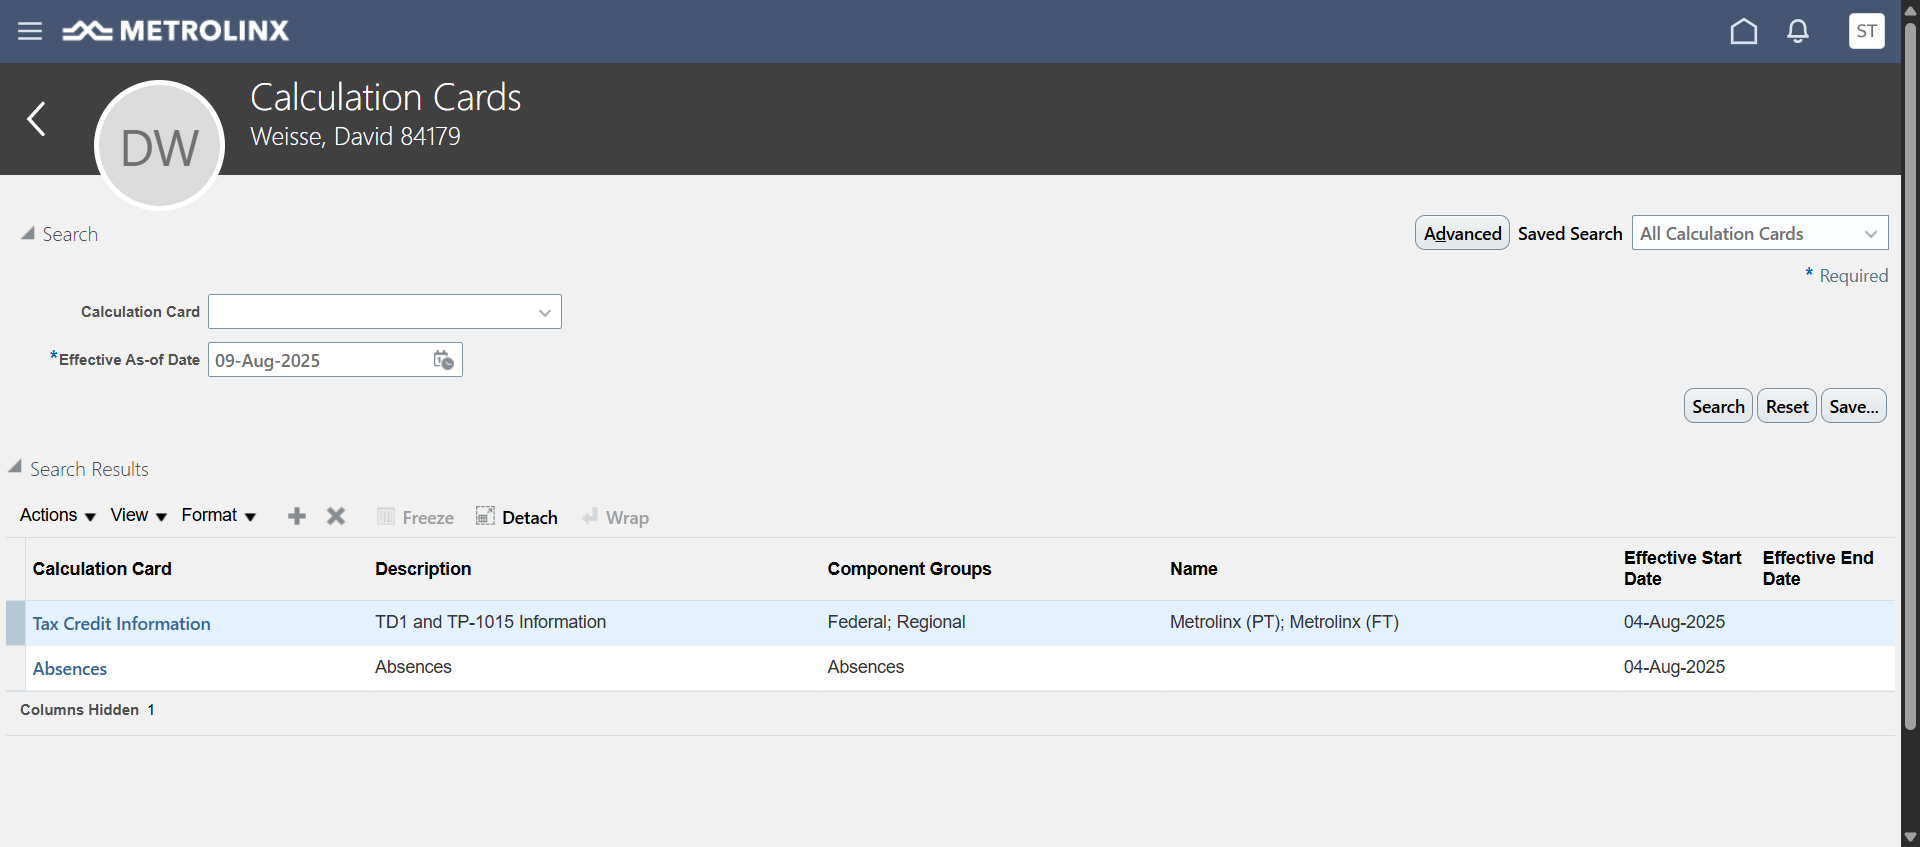 METROLINX
ST
DW
Calculation Cards
Weisse, David 84179
Search
Advanced Saved Search All Calculation Cards
* Required
Calculation Card
*Effective As-of Date 09-Aug-2025
Search Reset Save...
Search Results
Actions View Format Freeze Detach Wrap
Calculation Card Description Component Groups Name Effective Start Date Effective End Date
Tax Credit Information TD1 and TP-1015 Information Federal; Regional Metrolinx (PT); Metrolinx (FT) 04-Aug-2025
Absences Absences Absences 04-Aug-2025
Columns Hidden 1